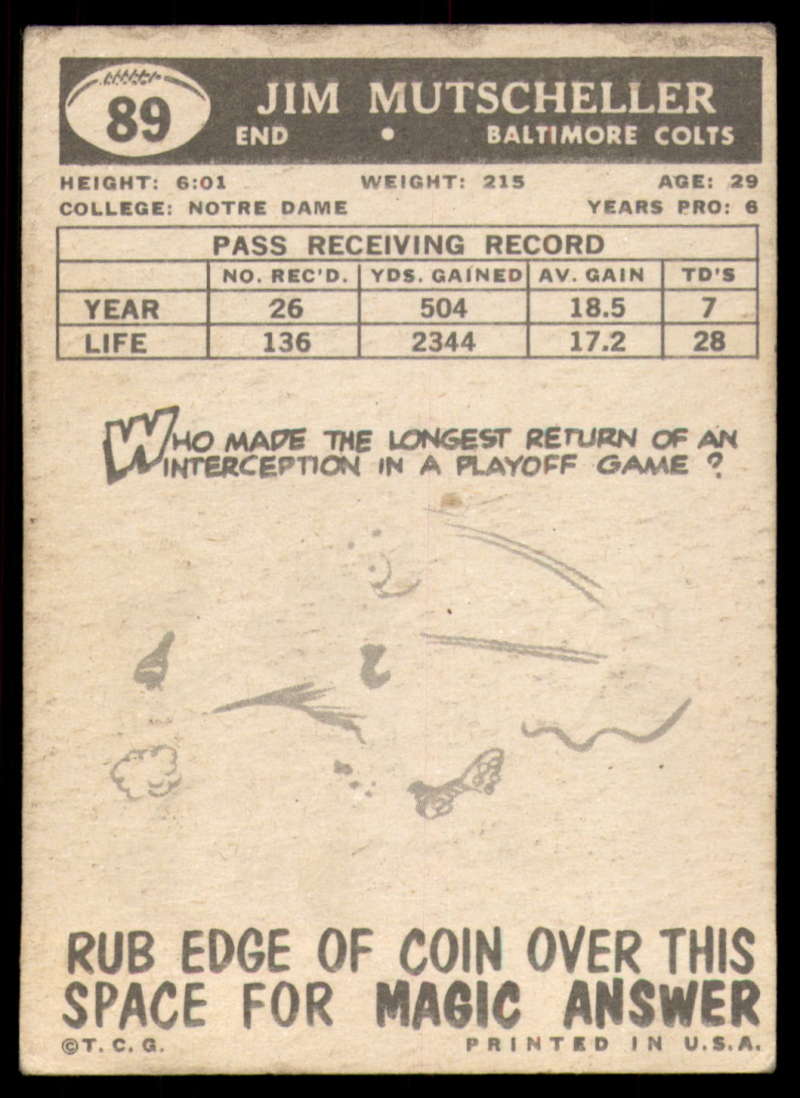 89
JIM MUTSCHELLER
END • BALTIMORE COLTS
HEIGHT: 6:01 WEIGHT: 215 AGE: 29
COLLEGE: NOTRE DAME YEARS PRO: 6
PASS RECEIVING RECORD
NO. REC'D. YDS. GAINED AV. GAIN TD'S
YEAR 26 504 18.5 7
LIFE 136 2344 17.2 28
WHO MADE THE LONGEST RETURN OF AN
INTERCEPTION IN A PLAYOFF GAME?
RUB EDGE OF COIN OVER THIS
SPACE FOR MAGIC ANSWER
©T. C. G. PRINTED IN U.S.A.